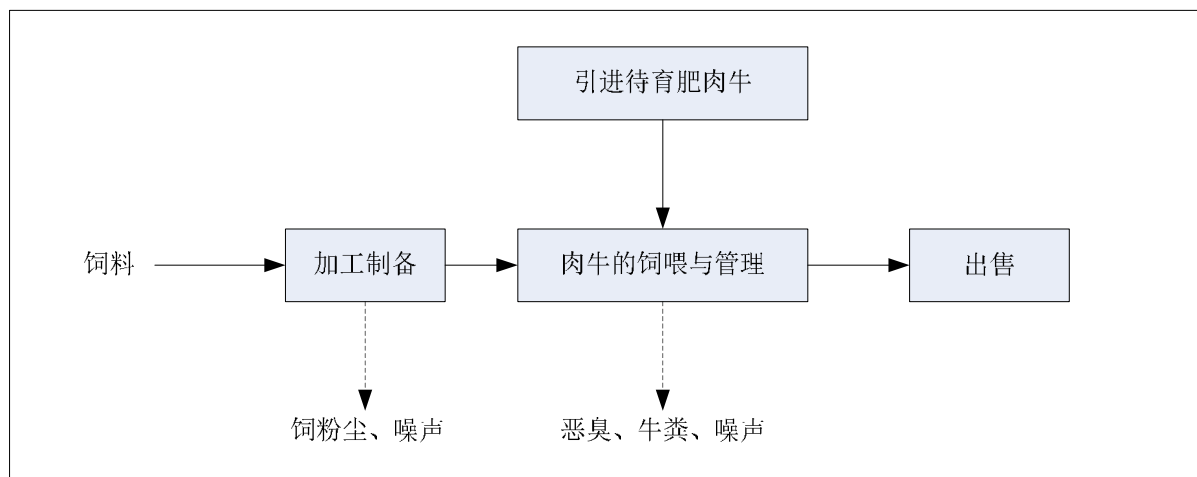 引进待育肥肉牛
饲料
加工制备
肉牛的饲喂与管理
出售
饲粉尘、噪声
恶臭、牛粪、噪声